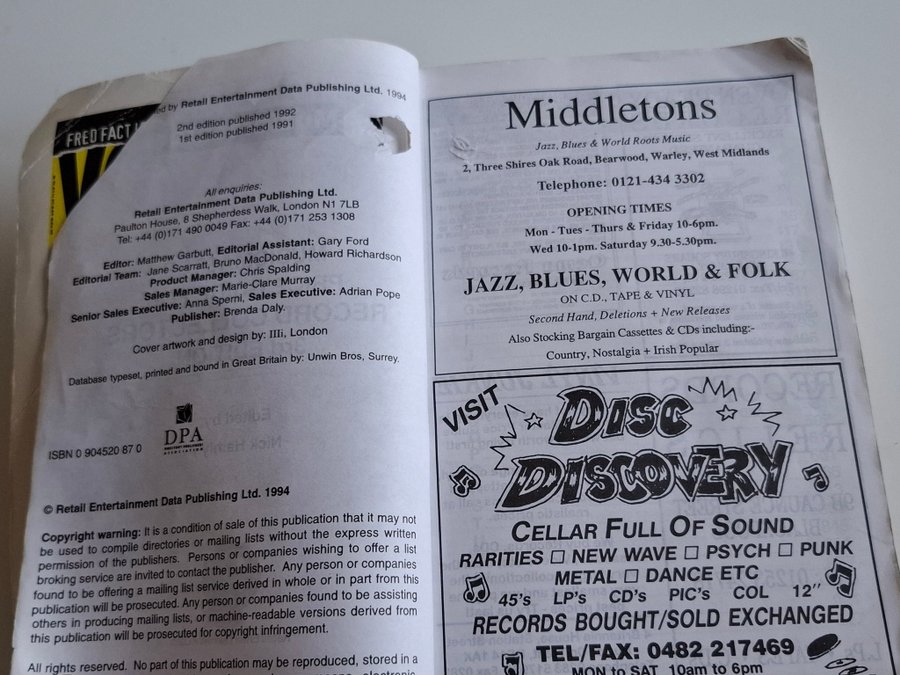 FRED FACT
ed by Retail Entertainment Data Publishing Ltd. 1994
2nd edition published 1992
1st edition published 1991
All enquiries:
Retail Entertainment Data Publishing Ltd.
Paulton House, 8 Shepherdess Walk, London N1 7LB
Tel: +44 (0)171 490 0049 Fax: +44 (0)171 253 1308
Editor: Matthew Garbutt, Editorial Assistant: Gary Ford
Editorial Team: Jane Scarratt, Bruno MacDonald, Howard Richardson
Product Manager: Chris Spalding
Sales Manager: Marie-Clare Murray
Senior Sales Executive: Anna Sperni, Sales Executive: Adrian Pope
Publisher: Brenda Daly.
Cover artwork and design by: IIIi, London
Database typeset, printed and bound in Great Britain by: Unwin Bros, Surrey.
DPA
ISBN 0 904520 87 0
© Retail Entertainment Data Publishing Ltd. 1994
Copyright warning: It is a condition of sale of this publication that it may not
be used to compile directories or mailing lists without the express written
permission of the publishers. Persons or companies wishing to offer a list
broking service are invited to contact the publisher. Any person or companies
found to be offering a mailing list service derived in whole or in part from this
publication will be prosecuted. Any person or companies found to be assisting
others in producing mailing lists, or machine-readable versions derived from
this publication will be prosecuted for copyright infringement.
All rights reserved. No part of this publication may be reproduced, stored in a
Middletons
Jazz, Blues & World Roots Music
2, Three Shires Oak Road, Bearwood, Warley, West Midlands
Telephone: 0121-434 3302
OPENING TIMES
Mon - Tues - Thurs & Friday 10-6pm.
Wed 10-1pm. Saturday 9.30-5.30pm.
JAZZ, BLUES, WORLD & FOLK
ON C.D., TAPE & VINYL
Second Hand, Deletions + New Releases
Also Stocking Bargain Cassettes & CDs including:-
Country, Nostalgia + Irish Popular
VISIT
DISC
DISCOVERY
CELLAR FULL OF SOUND
RARITIES □ NEW WAVE □ PSYCH □ PUNK
METAL □ DANCE ETC
45's LP's CD's PIC's COL 12"
RECORDS BOUGHT/SOLD EXCHANGED
TEL/FAX: 0482 217469
MON to SAT 10am to 6pm